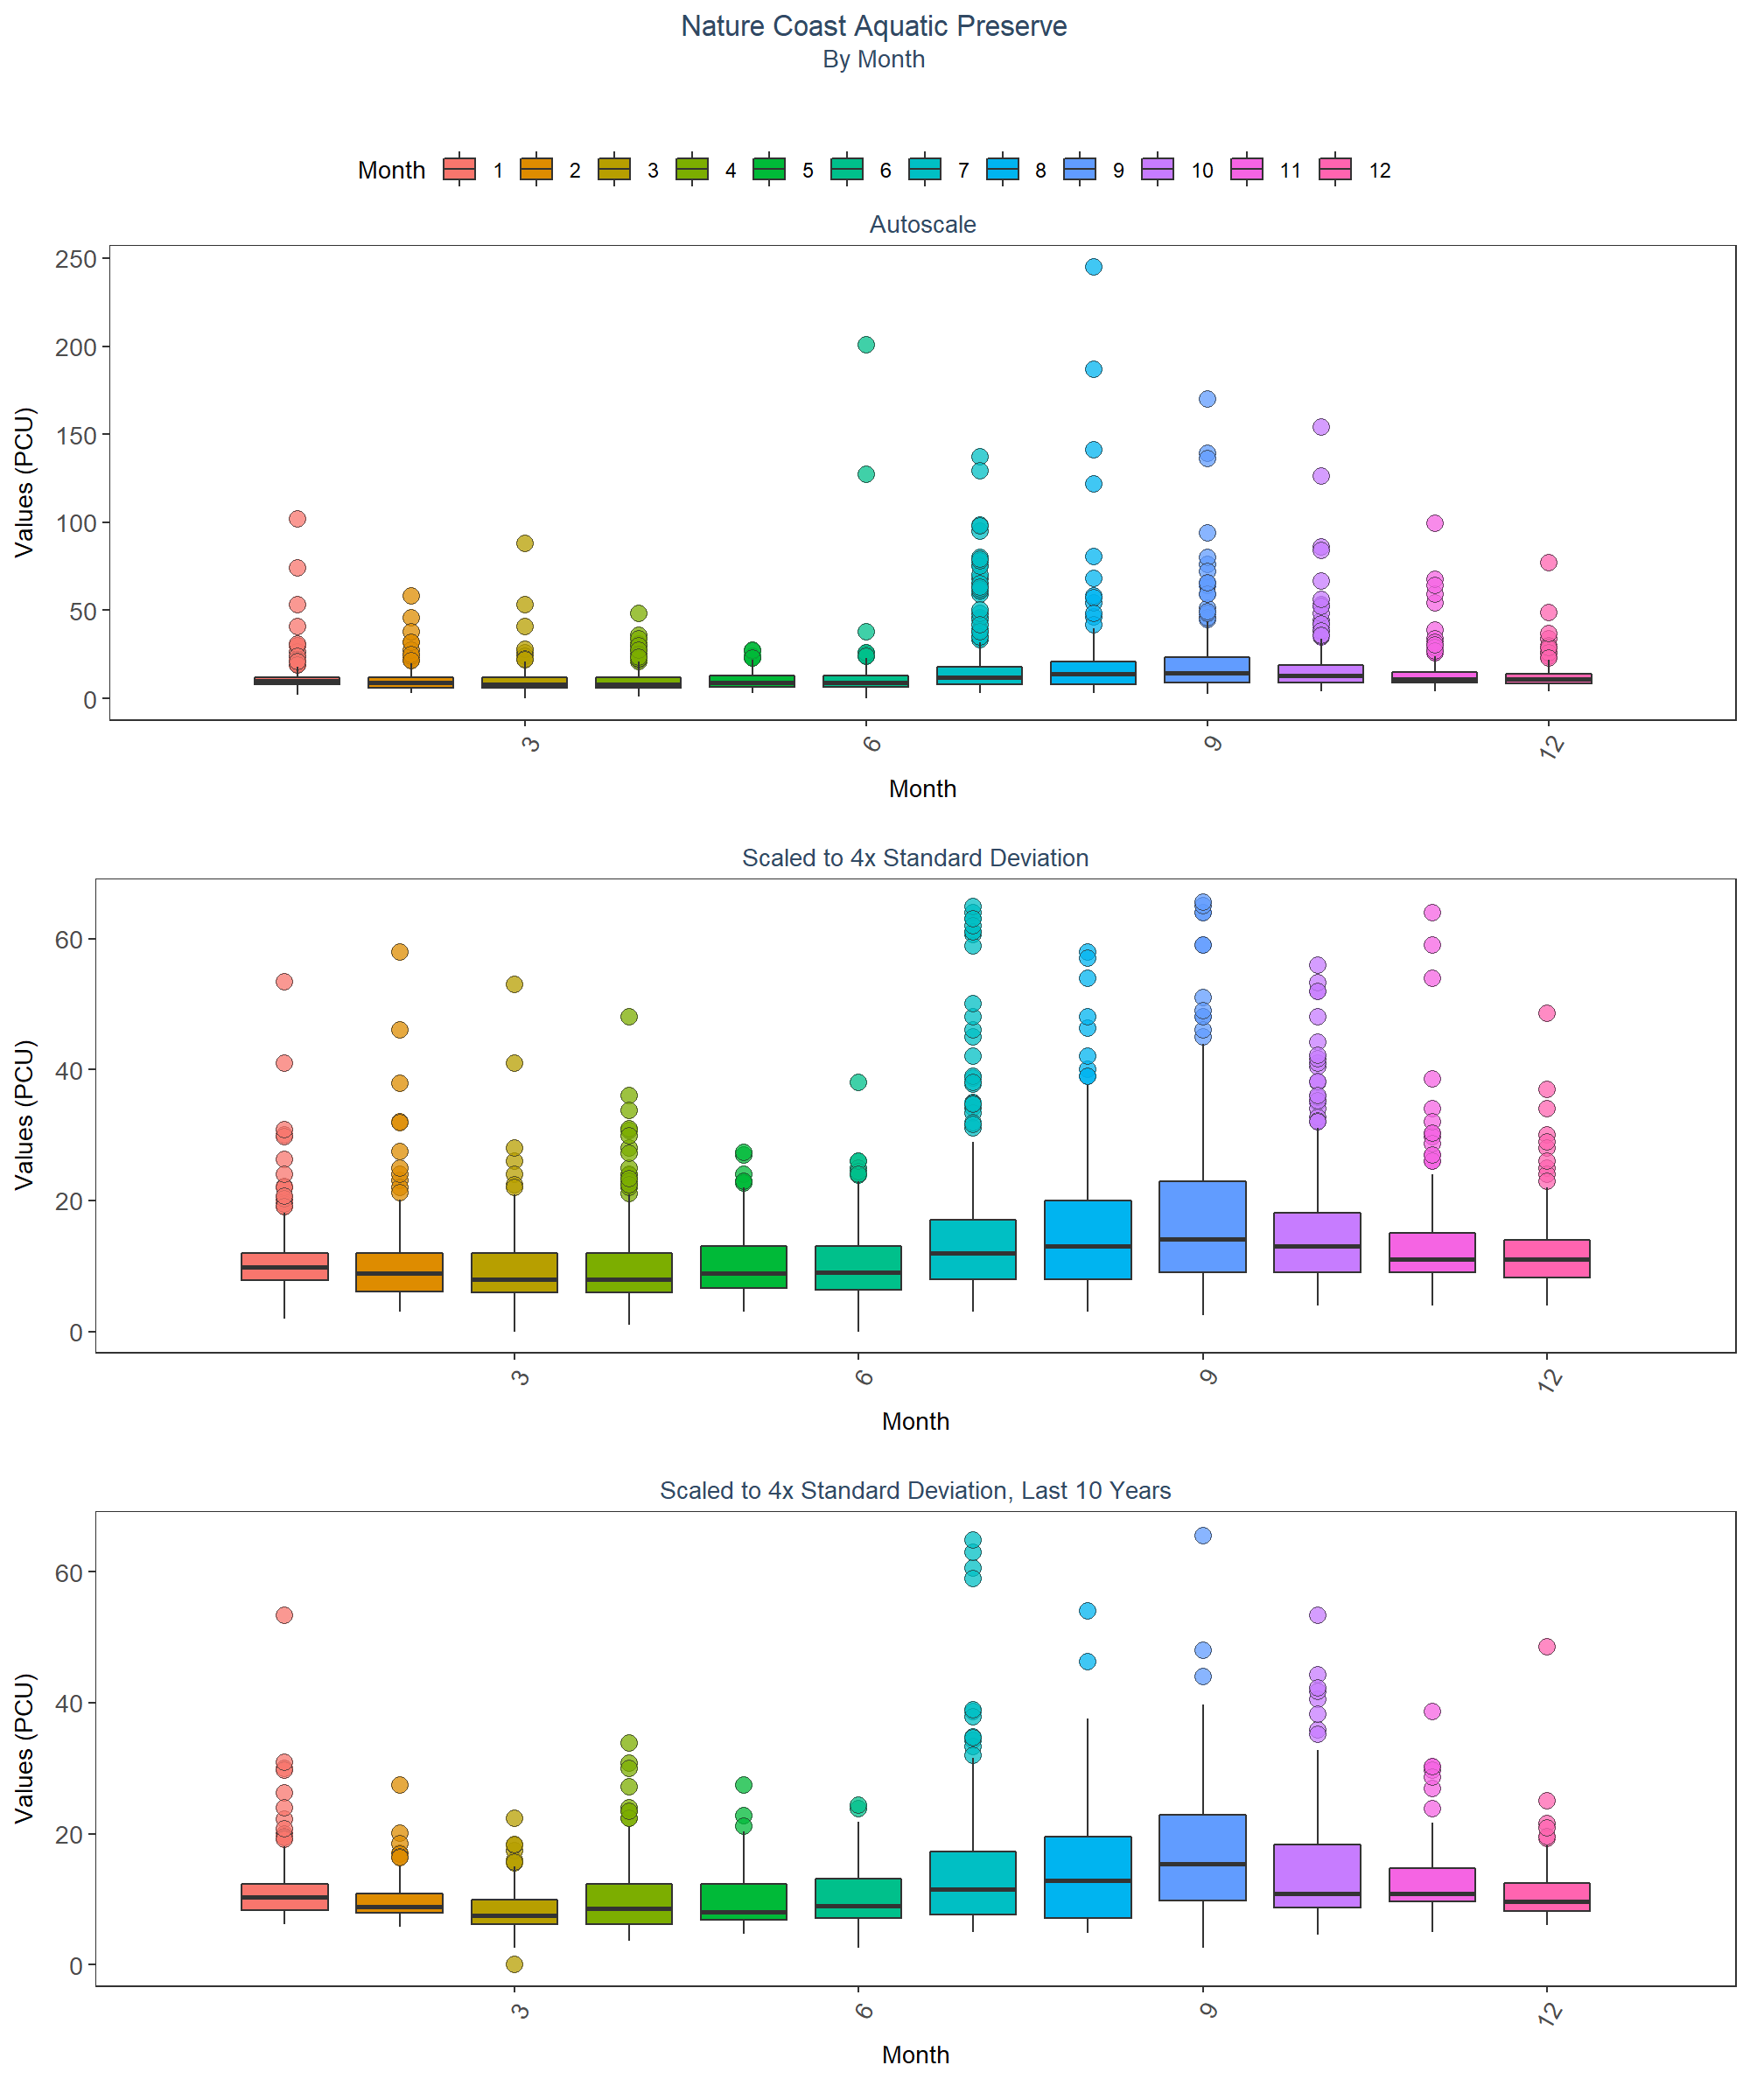 Nature Coast Aquatic Preserve
By Month
Month 1 2 3 4 5 6 7 8 9 10 11 12
Autoscale
250
200
150
100
50
0
Values (PCU)
3 6 9 12
Month
Scaled to 4x Standard Deviation
60
40
20
0
Values (PCU)
3 6 9 12
Month
Scaled to 4x Standard Deviation, Last 10 Years
60
40
20
0
Values (PCU)
3 6 9 12
Month